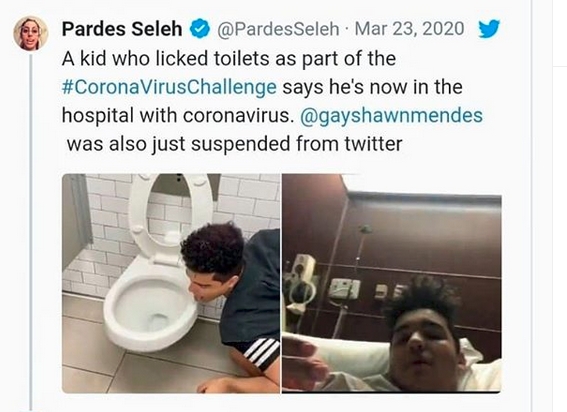 Pardes Seleh @PardesSeleh · Mar 23, 2020
A kid who licked toilets as part of the
#CoronaVirusChallenge says he's now in the
hospital with coronavirus. @gayshawnmendes
was also just suspended from twitter